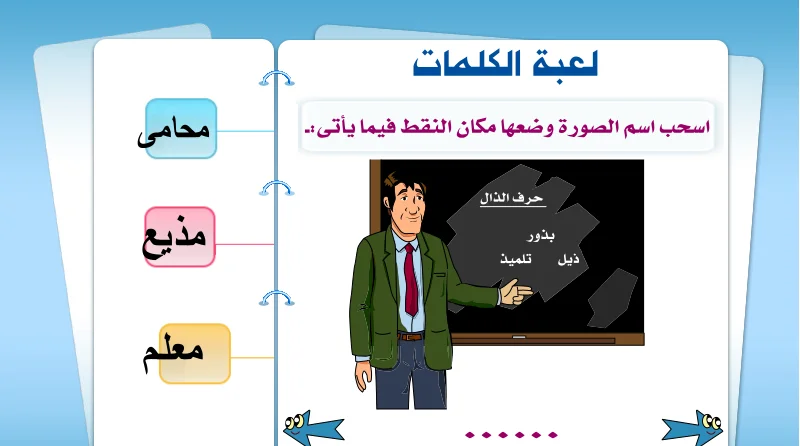 لعبة الكلمات
اسحب اسم الصورة وضعها مكان النقط فيما يأتى :ـ
محامى
مذيع
معلم
حرف الذال
بذور
ذيل تلميذ